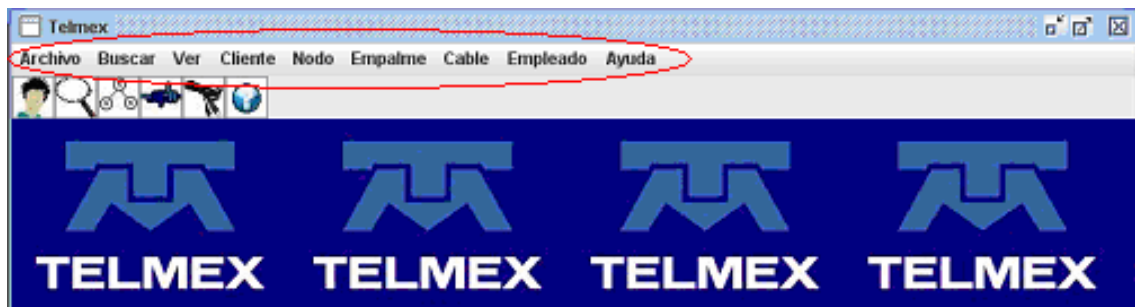 Telmex
Archivo Buscar Ver Cliente Nodo Empalme Cable Empleado Ayuda
?
TELMEX TELMEX TELMEX TELMEX